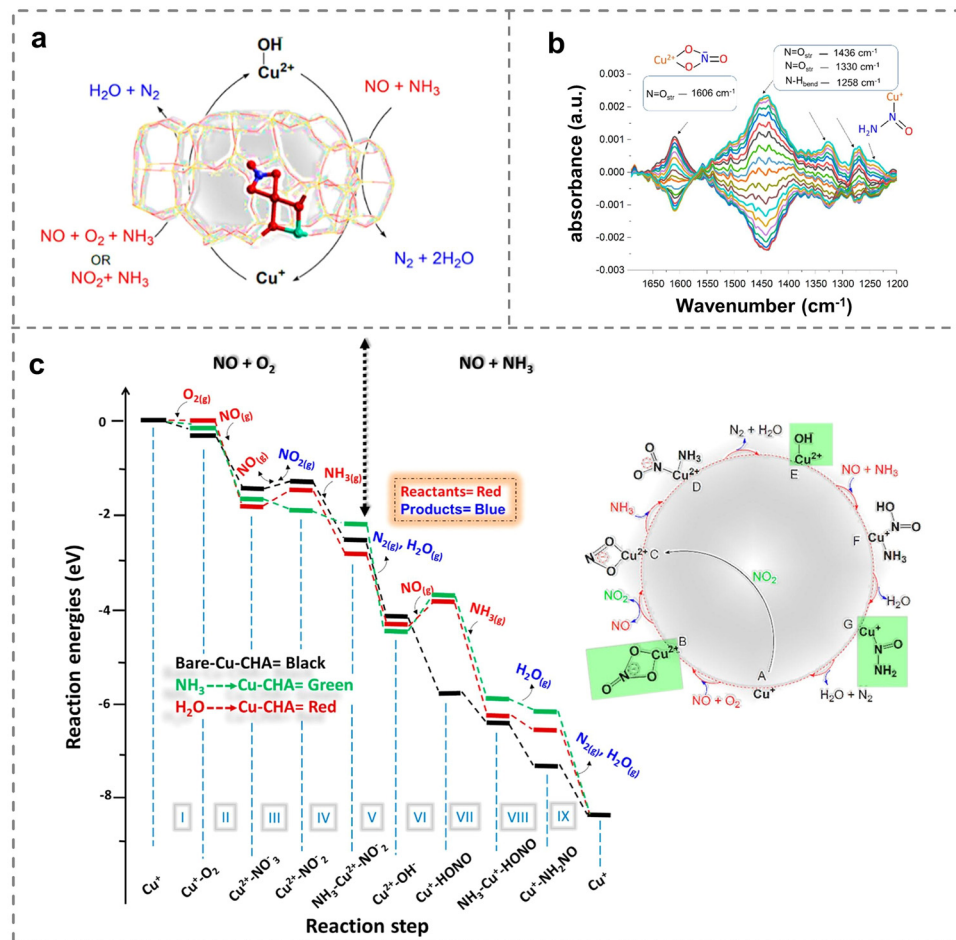 a
OH⁻
Cu²⁺
H₂O + N₂
NO + NH₃
NO + O₂ + NH₃
OR
NO₂+ NH₃
N₂ + 2H₂O
Cu⁺
b
Cu²⁺
O
O
N
O
N=Oₛₜᵣ — 1606 cm⁻¹
N=Oₛₜᵣ — 1436 cm⁻¹
N=Oₛₜᵣ — 1330 cm⁻¹
N-H bend — 1258 cm⁻¹
Cu⁺
H₂N
N
O
absorbance (a.u.)
0.003
0.002
0.001
0.000
-0.001
-0.002
-0.003
1650 1600 1550 1500 1450 1400 1350 1300 1250 1200
Wavenumber (cm⁻¹)
c
NO + O₂
NO + NH₃
O₂(g)
NO(g)
NO(g)
NO₂(g)
NH₃(g)
Reactants= Red
Products= Blue
N₂(g), H₂O(g)
NO(g)
NH₃(g)
H₂O(g)
N₂(g), H₂O(g)
Bare-Cu-CHA= Black
NH₃ Cu-CHA= Green
H₂O Cu-CHA= Red
Reaction energies (eV)
0
-2
-4
-6
-8
I II III IV V VI VII VIII IX
Cu⁺
Cu⁺-O₂
Cu²⁺-NO⁻₃
Cu²⁺-NO⁻₂
NH₃-Cu²⁺-NO⁻₂
Cu²⁺-OH⁻
Cu⁺-HONO
NH₃-Cu⁺-HONO
Cu⁺-NH₂NO
Cu⁺
Reaction step
N₂ + H₂O
OH⁻
Cu²⁺
E
NO + NH₃
O
N
O
NH₃
Cu²⁺
D
NH₃
HO
N
O
Cu⁺
NH₃
F
O
N
O
Cu²⁺
C
NO₂
H₂O
NO₂
NO
G
Cu⁺
N
O
NH₂
B
Cu²⁺
O
O
N
O
A
Cu⁺
NO + O₂
H₂O + N₂